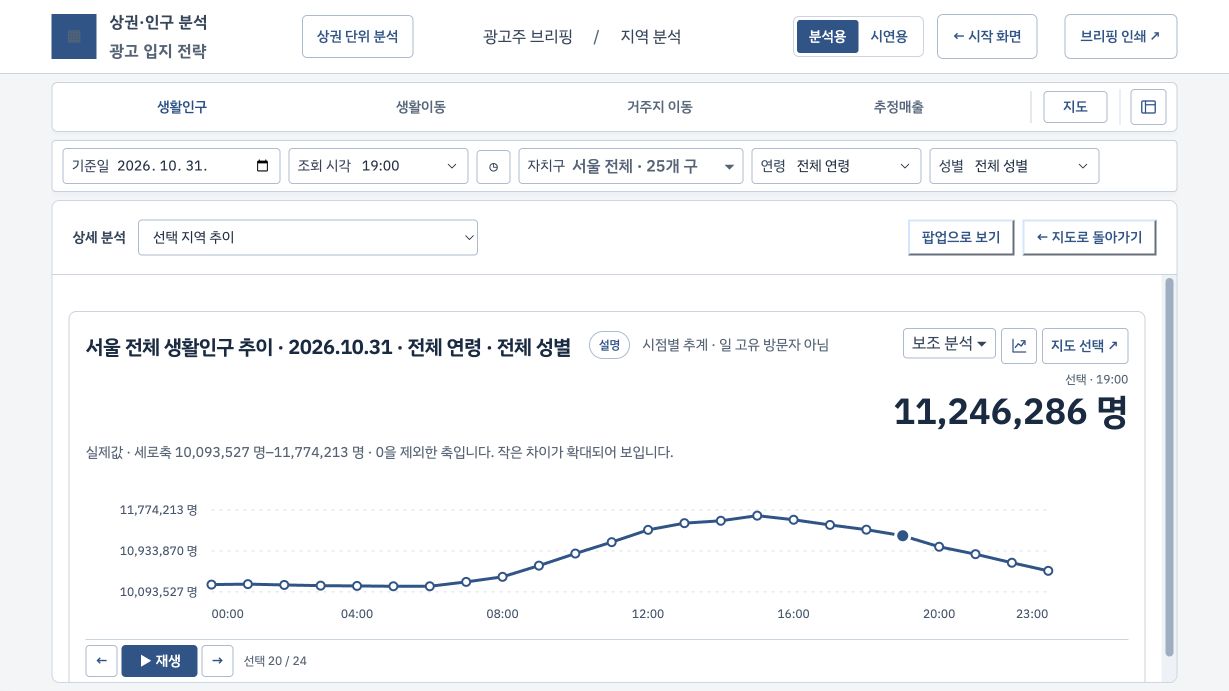 상권·인구 분석
광고 입지 전략
상권 단위 분석
광고주 브리핑 / 지역 분석
분석용 시연용
← 시작 화면
브리핑 인쇄 ↗
생활인구 생활이동 거주지 이동 추정매출 지도
기준일 2026. 10. 31. 조회 시각 19:00 자치구 서울 전체 · 25개 구 연령 전체 연령 성별 전체 성별
상세 분석 선택 지역 추이 팝업으로 보기 ← 지도로 돌아가기
서울 전체 생활인구 추이 · 2026.10.31 · 전체 연령 · 전체 성별 설명 시점별 추계 · 일 고유 방문자 아님 보조 분석 지도 선택 ↗
선택 · 19:00
11,246,286 명
실제값 · 세로축 10,093,527 명–11,774,213 명 · 0을 제외한 축입니다. 작은 차이가 확대되어 보입니다.
11,774,213 명
10,933,870 명
10,093,527 명
00:00 04:00 08:00 12:00 16:00 20:00 23:00
← ▶ 재생 → 선택 20 / 24